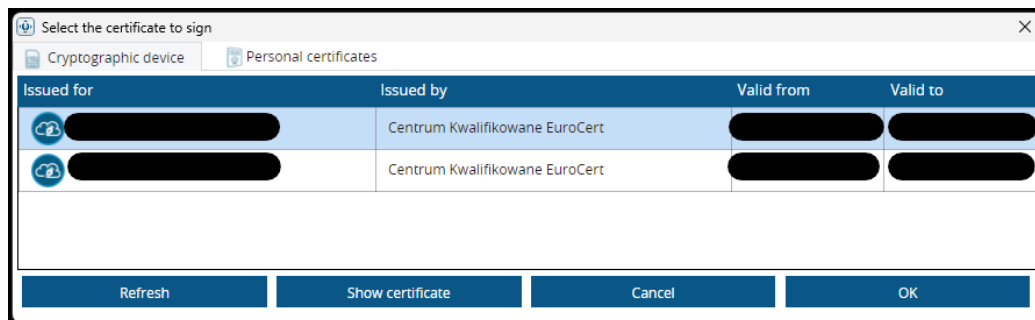 Select the certificate to sign
Cryptographic device Personal certificates
Issued for Issued by Valid from Valid to
Centrum Kwalifikowane EuroCert
Centrum Kwalifikowane EuroCert
Refresh Show certificate Cancel OK